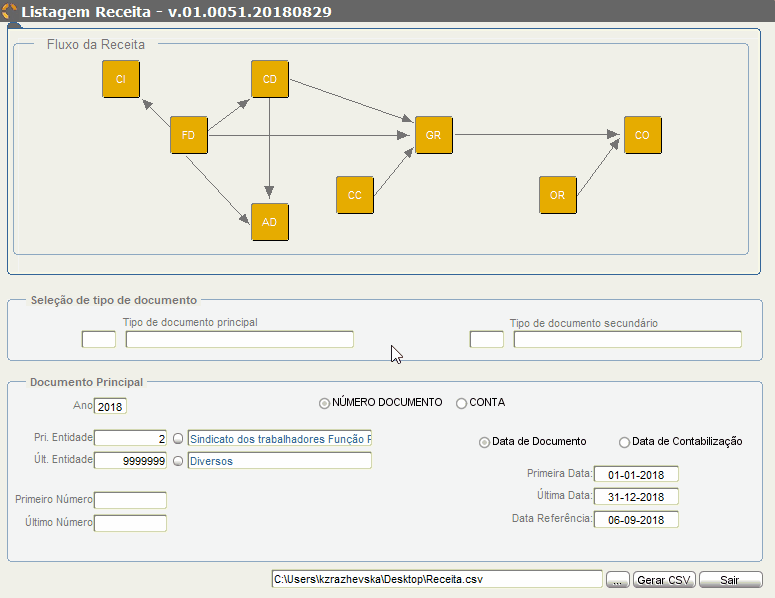 Listagem Receita - v.01.0051.20180829
Fluxo da Receita
CI
CD
FD
GR
CO
CC
OR
AD
Seleção de tipo de documento
Tipo de documento principal
Tipo de documento secundário
Documento Principal
Ano 2018
NÚMERO DOCUMENTO
CONTA
Pri. Entidade 2 Sindicato dos trabalhadores Função
Últ. Entidade 9999999 Diversos
Data de Documento
Data de Contabilização
Primeira Data: 01-01-2018
Última Data: 31-12-2018
Data Referência: 06-09-2018
Primeiro Número
Último Número
C:\Users\kzrazhevska\Desktop\Receita.csv
...
Gerar CSV
Sair